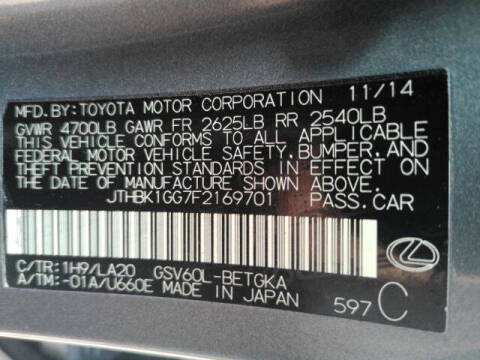 MFD.BY:TOYOTA MOTOR CORPORATION 11/14
GVWR 4700LB GAWR FR 2625LB RR 2540LB
THIS VEHICLE CONFORMS TO ALL APPLICABLE
FEDERAL MOTOR VEHICLE SAFETY,BUMPER,AND
THEFT PREVENTION STANDARDS IN EFFECT ON
THE DATE OF MANUFACTURE SHOWN ABOVE.
JTHBK1GG7F2169701 PASS.CAR
C/TR:1H9/LA20 GSV60L-BETGKA
A/TM:-01A/U660E MADE IN JAPAN 597 C